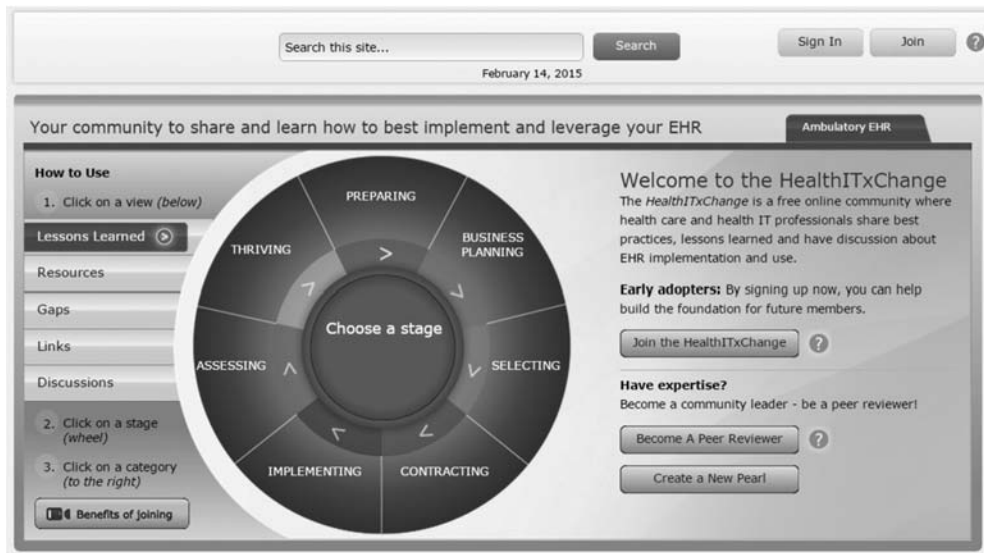 Search this site...
Search
Sign In
Join
?
February 14, 2015
Your community to share and learn how to best implement and leverage your EHR
Ambulatory EHR
How to Use
1. Click on a view (below)
Lessons Learned >
Resources
Gaps
Links
Discussions
2. Click on a stage
(wheel)
3. Click on a category
(to the right)
Benefits of joining
PREPARING
BUSINESS
PLANNING
SELECTING
CONTRACTING
IMPLEMENTING
ASSESSING
THRIVING
Choose a stage
Welcome to the HealthITxChange
The HealthITxChange is a free online community where
health care and health IT professionals share best
practices, lessons learned and have discussion about
EHR implementation and use.
Early adopters: By signing up now, you can help
build the foundation for future members.
Join the HealthITxChange
?
Have expertise?
Become a community leader - be a peer reviewer!
Become A Peer Reviewer
?
Create a New Pearl